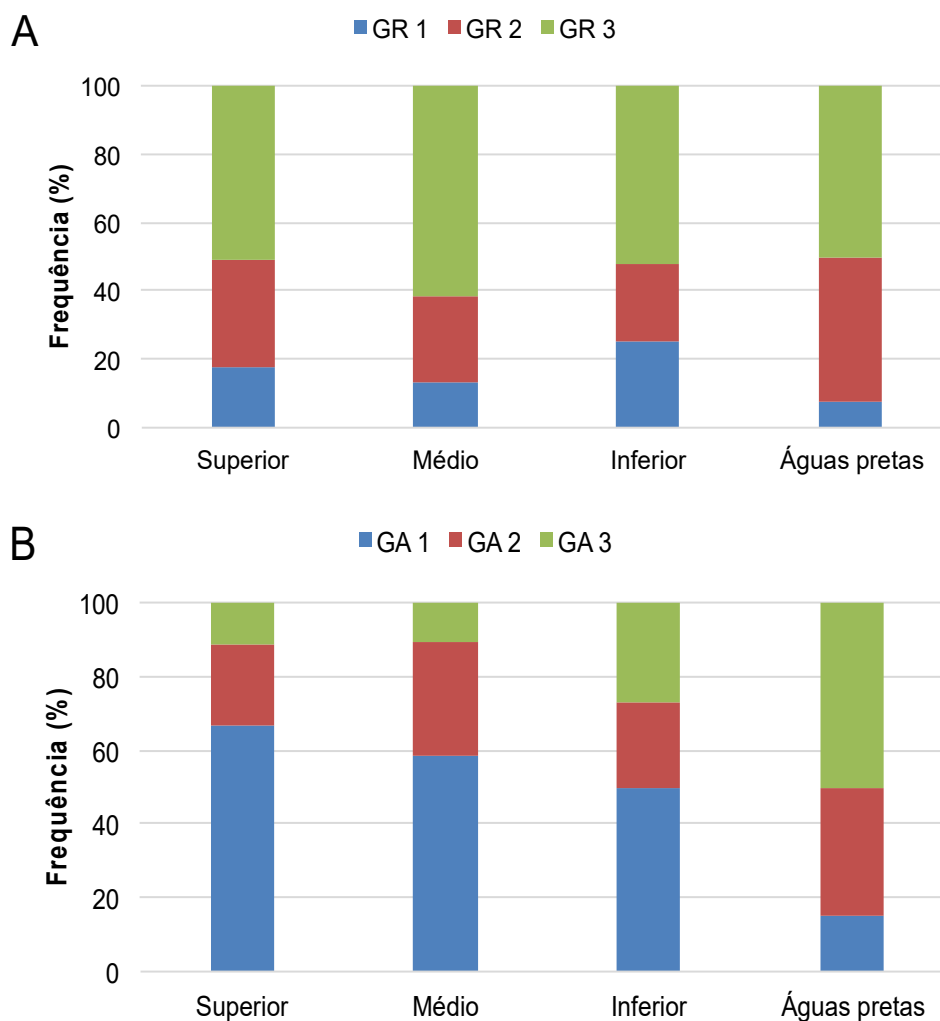 A
GR 1 GR 2 GR 3
100
80
60
40
20
0
Frequência (%)
Superior Médio Inferior Águas pretas
B
GA 1 GA 2 GA 3
100
80
60
40
20
0
Frequência (%)
Superior Médio Inferior Águas pretas